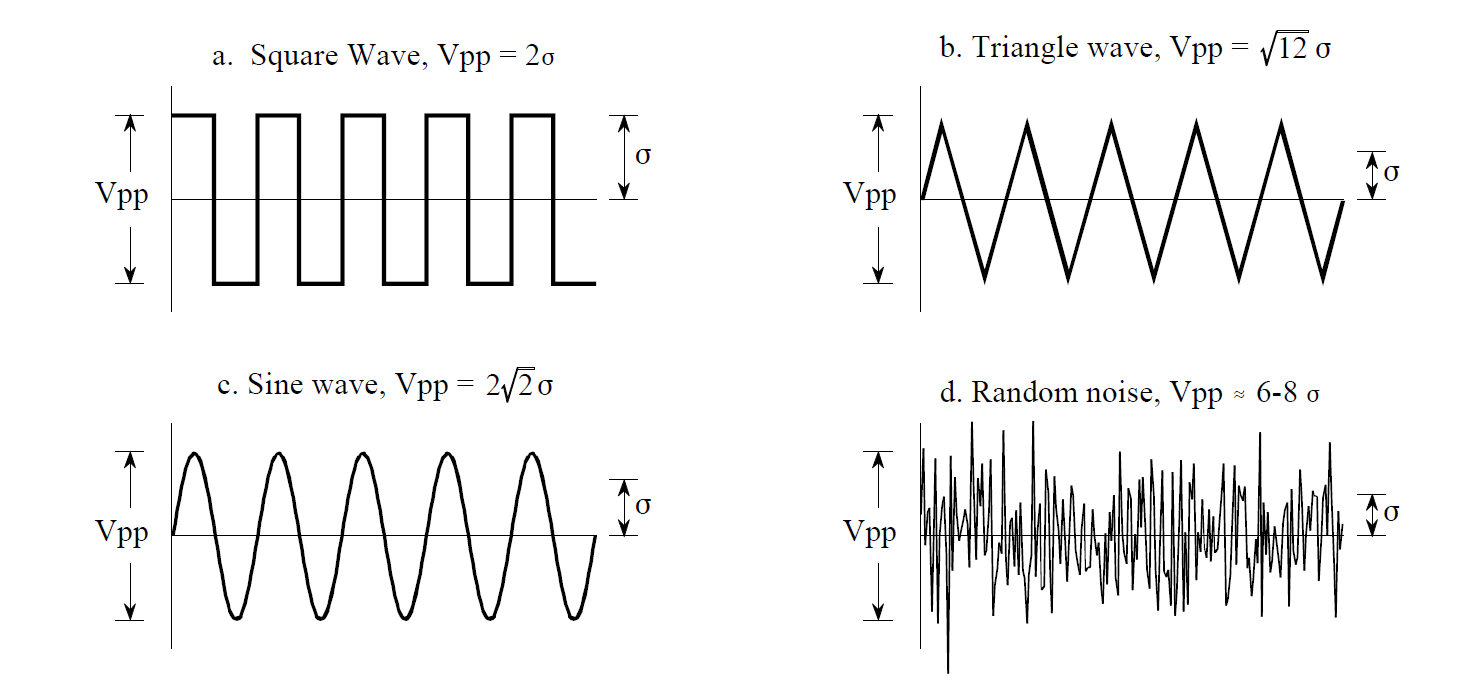 a. Square Wave, Vpp = 2σ
Vpp
σ
b. Triangle wave, Vpp = √12 σ
Vpp
σ
c. Sine wave, Vpp = 2√2 σ
Vpp
σ
d. Random noise, Vpp ≈ 6-8 σ
Vpp
σ